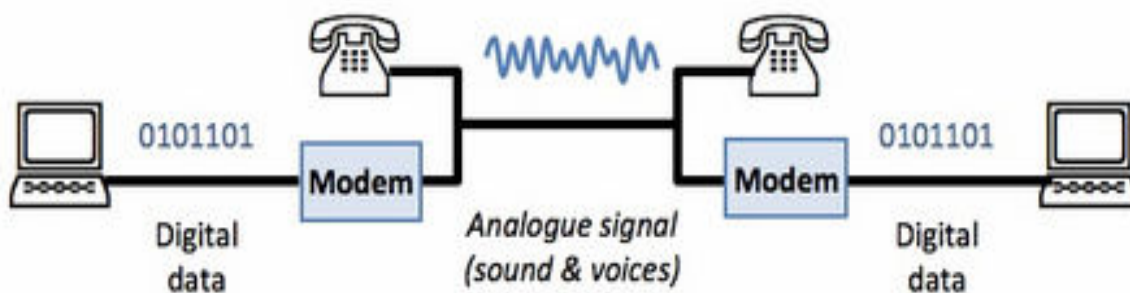 0101101
0101101
Modem
Modem
Digital
data
Analogue signal
(sound & voices)
Digital
data